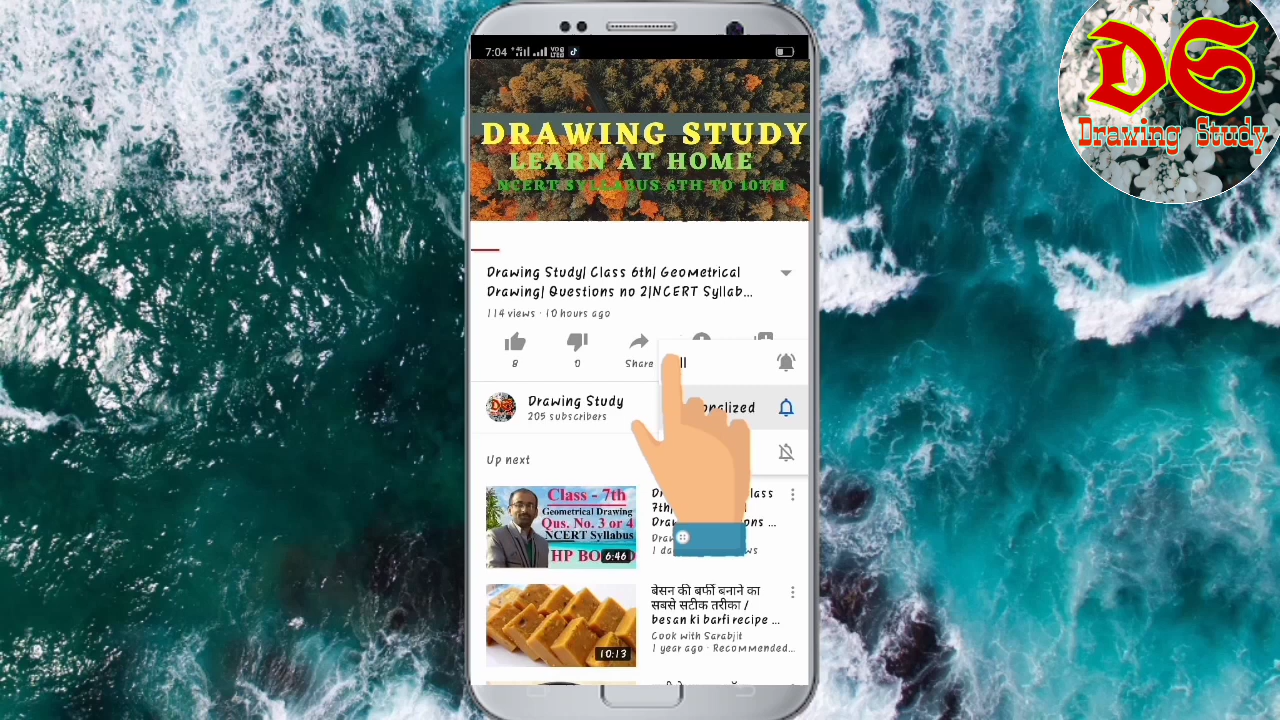 7:04
DRAWING STUDY
LEARN AT HOME
NCERT SYLLABUS 6TH TO 10TH
DS
Drawing Study
Drawing Study| Class 6th| Geometrical
Drawing| Questions no 2|NCERT Syllab...
114 views · 10 hours ago
8
0
Share
Drawing Study
205 subscribers
Up next
Class - 7th
Geometrical Drawing
Qus. No. 3 or 4
NCERT Syllabus
HP BO
6:46
बेसन की बर्फी बनाने का
सबसे सटीक तरीका /
besan ki barfi recipe ...
Cook with Sarabjit
1 year ago · Recommended...
10:13